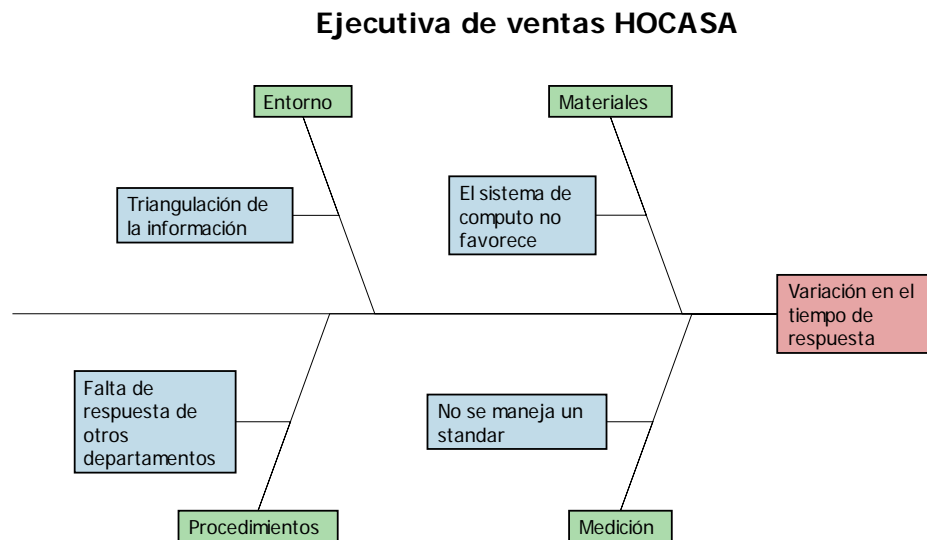 Ejecutiva de ventas HOCASA
Entorno
Materiales
Triangulación de
la información
El sistema de
computo no
favorece
Variación en el
tiempo de
respuesta
Falta de
respuesta de
otros
departamentos
No se maneja un
standar
Procedimientos
Medición